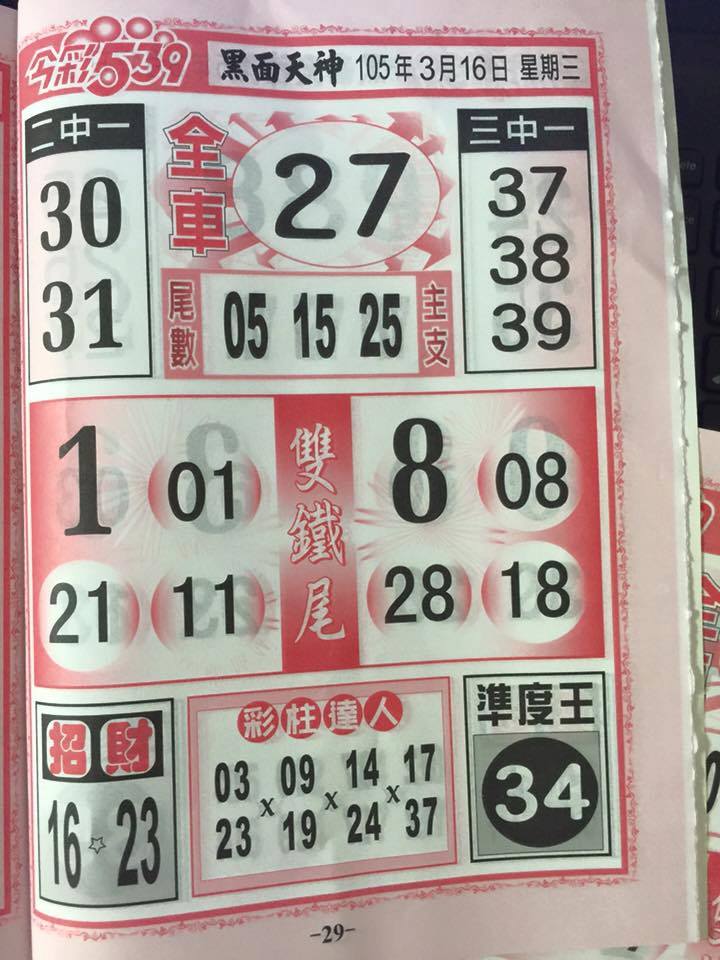 今彩539
黑面天神 105年3月16日 星期三
二中一
30
31
全車
27
三中一
37
38
39
尾數
05 15 25
主支
1 01
21 11
雙鐵尾
8 08
28 18
招財
16☆23
彩柱達人
03 09 14 17
x x x
23 19 24 37
準度王
34
-29-